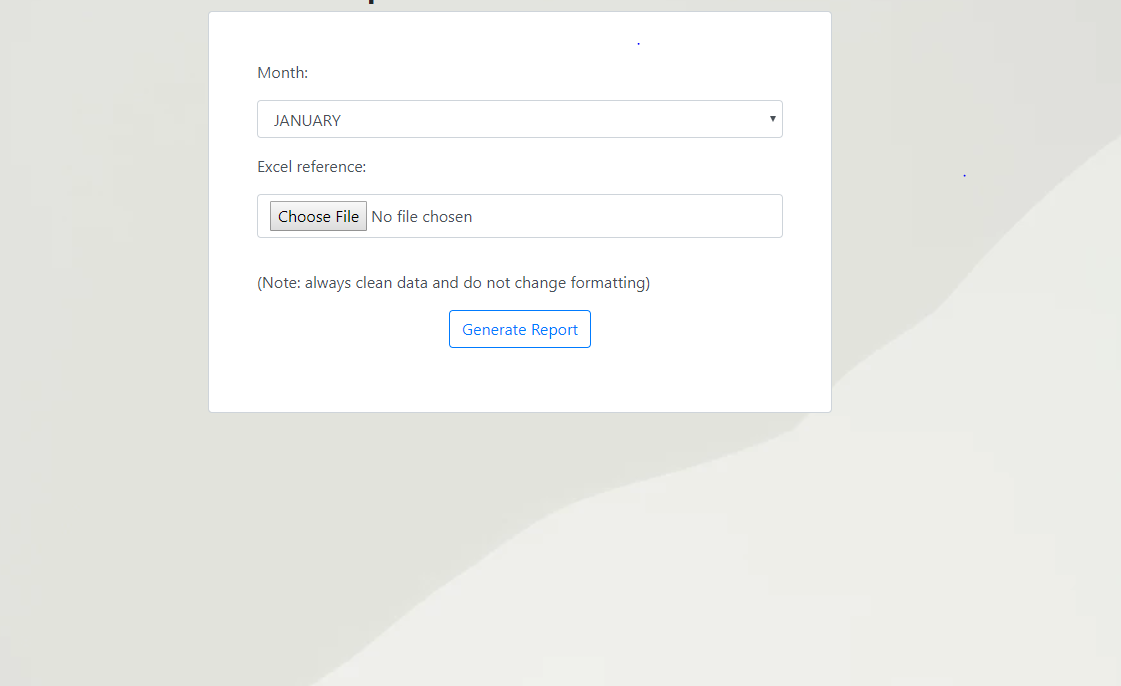 Month:
JANUARY
Excel reference:
Choose File No file chosen
(Note: always clean data and do not change formatting)
Generate Report